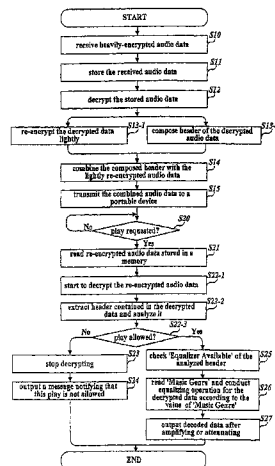 START
S10
receive heavily-encrypted audio data
S11
store the received audio data
S12
decrypt the stored audio data
S13-1
re-encrypt the decrypted data
lightly
S13-
compose header of the decrypted
audio data
S14
combine the composed header with the
lightly re-encrypted audio data
S15
transmit the combined audio data to a
portable device
S20
No
play requested?
Yes
S21
read re-encrypted audio data stored in a
memory
S22-1
start to decrypt the re-encrypted audio data
S22-2
extract header contained in the decrypted
data and analyze it
S22-3
No
play allowed?
Yes
S23
stop decrypting
S25
check 'Equalizer Available' of the
analyzed header
S24
output a message notifying that
this play is not allowed
S26
read 'Music Genre' and conduct
equalizing operation for the
decrypted data according to the
value of 'Music Genre'
S27
output decoded data after
amplifying or attenuating
END